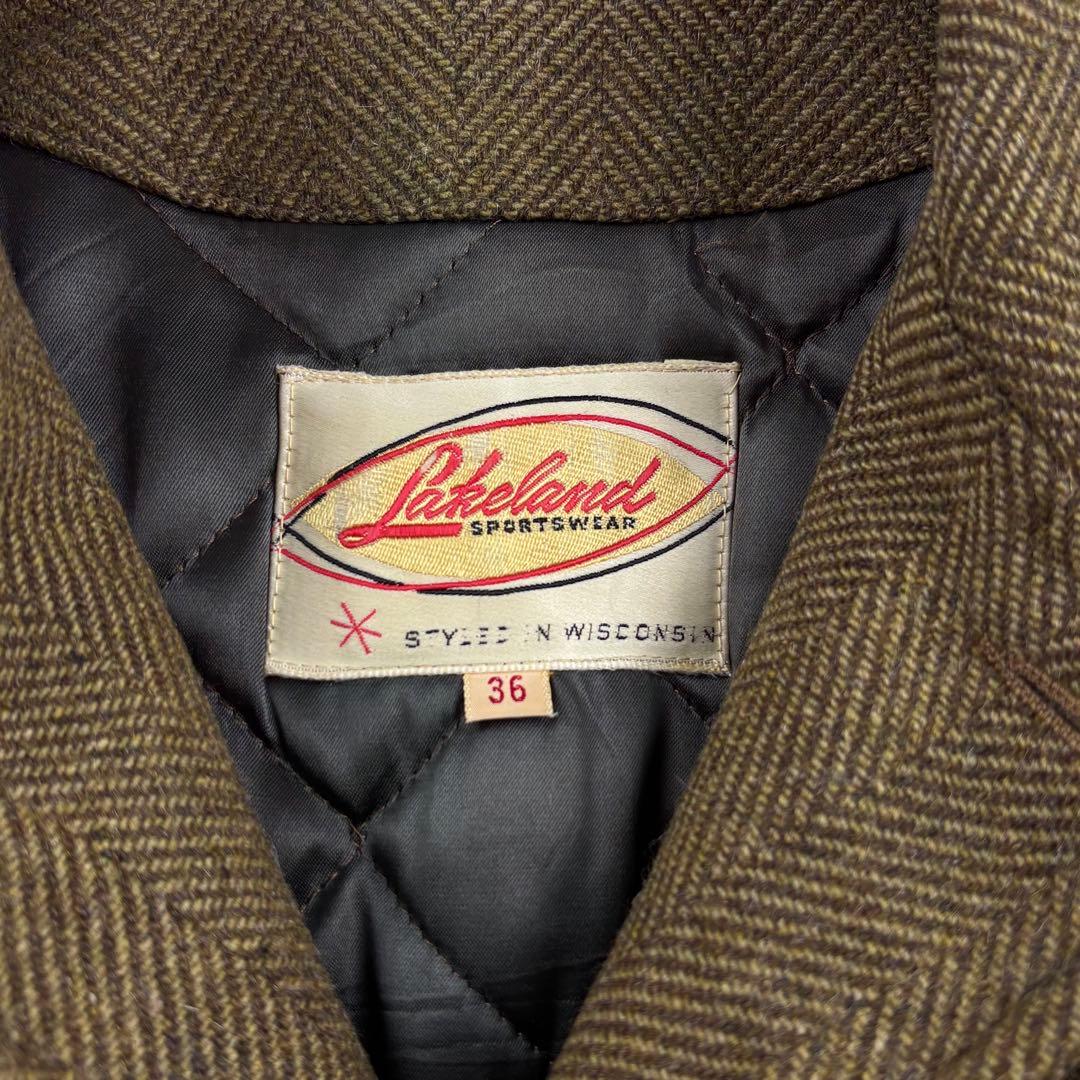 Lakeland
SPORTSWEAR
STYLED IN WISCONSIN
36